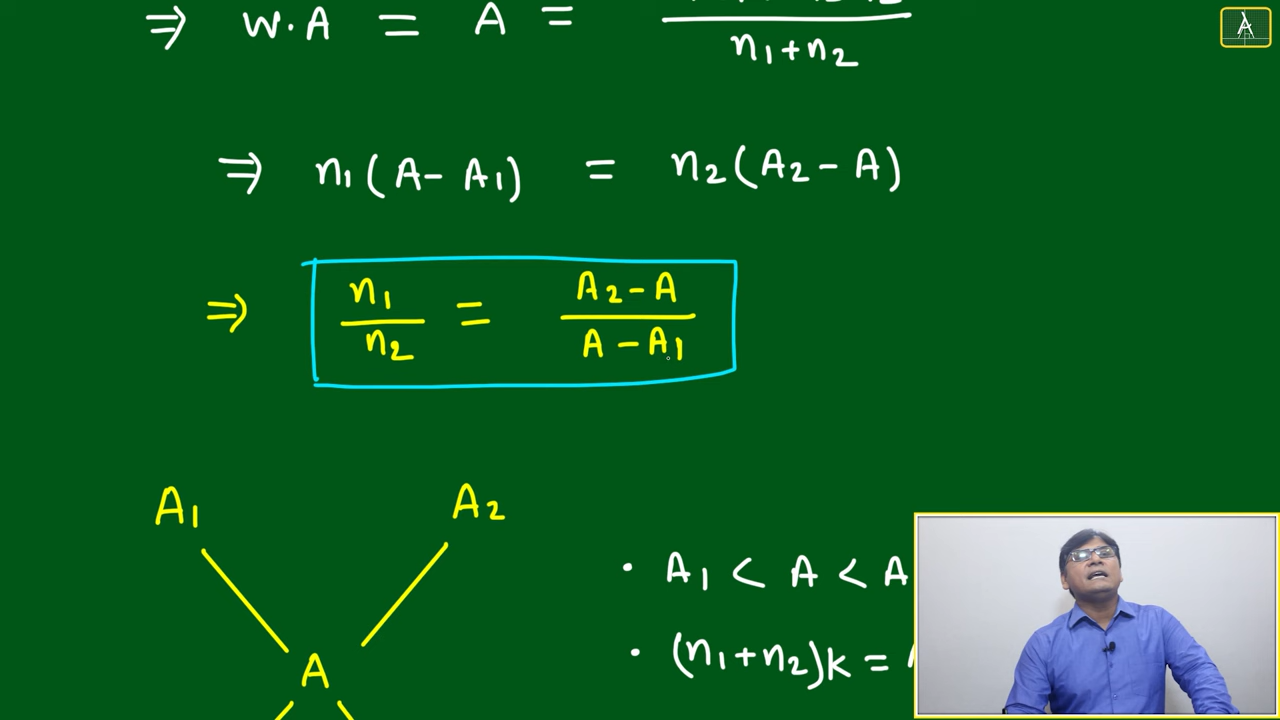 ⇒ W·A = A = 
n1+n2
⇒ n1(A-A1) = n2(A2-A)
⇒ n1/n2 = A2-A/A-A1
A1 A2
A
· A1 < A < A
· (n1+n2)k =